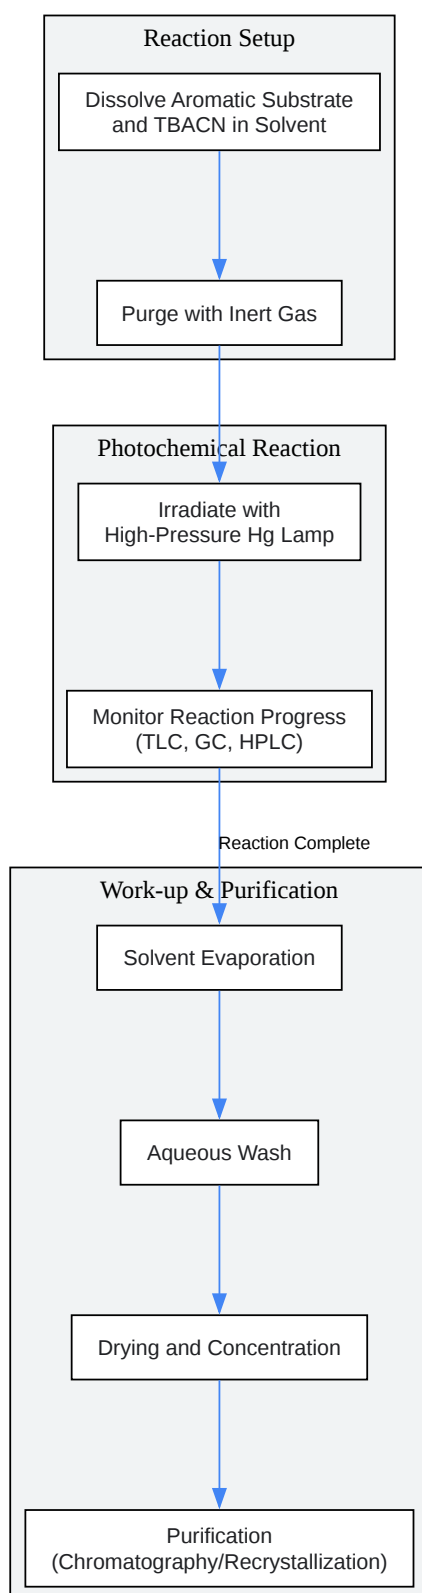 Reaction Setup
Dissolve Aromatic Substrate
and TBACN in Solvent
Purge with Inert Gas
Photochemical Reaction
Irradiate with
High-Pressure Hg Lamp
Monitor Reaction Progress
(TLC, GC, HPLC)
Reaction Complete
Work-up & Purification
Solvent Evaporation
Aqueous Wash
Drying and Concentration
Purification
(Chromatography/Recrystallization)